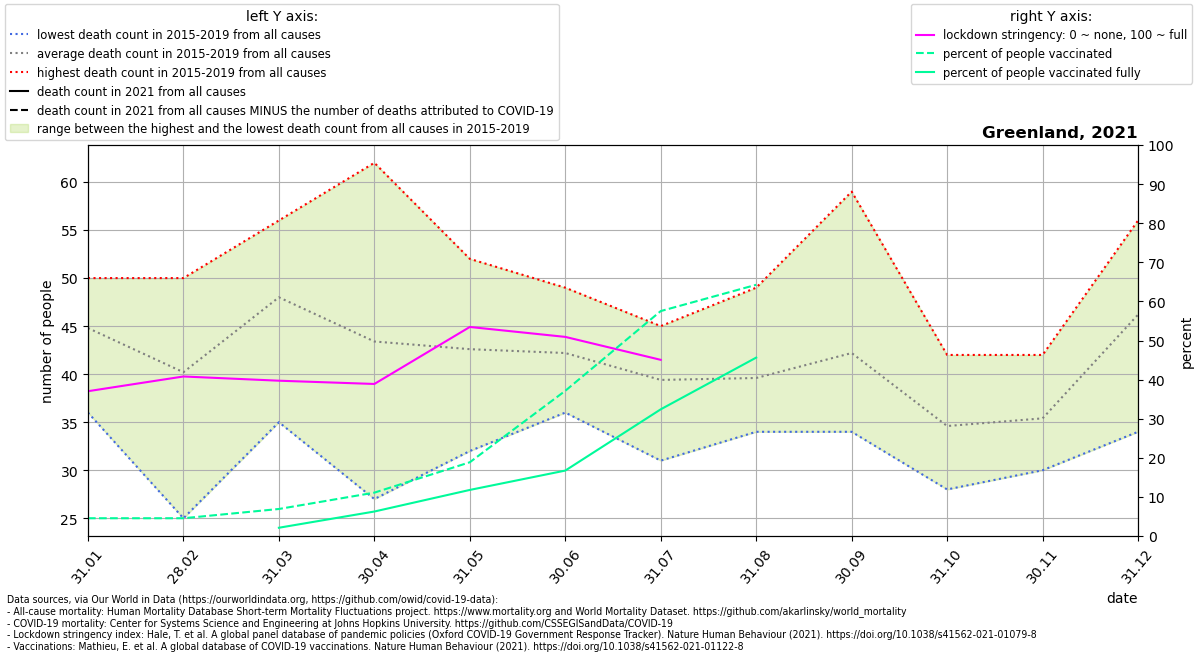 left Y axis:
lowest death count in 2015-2019 from all causes
average death count in 2015-2019 from all causes
highest death count in 2015-2019 from all causes
death count in 2021 from all causes
death count in 2021 from all causes MINUS the number of deaths attributed to COVID-19
range between the highest and the lowest death count from all causes in 2015-2019
right Y axis:
lockdown stringency: 0 ~ none, 100 ~ full
percent of people vaccinated
percent of people vaccinated fully
Greenland, 2021
number of people
60
55
50
45
40
35
30
25
100
90
80
70
60
50
40
30
20
10
0
percent
31.01
28.02
31.03
30.04
31.05
30.06
31.07
31.08
30.09
31.10
30.11
31.12
date
Data sources, via Our World in Data (https://ourworldindata.org, https://github.com/owid/covid-19-data):
- All-cause mortality: Human Mortality Database Short-term Mortality Fluctuations project. https://www.mortality.org and World Mortality Dataset. https://github.com/akarlinsky/world_mortality
- COVID-19 mortality: Center for Systems Science and Engineering at Johns Hopkins University. https://github.com/CSSEGISandData/COVID-19
- Lockdown stringency index: Hale, T. et al. A global panel database of pandemic policies (Oxford COVID-19 Government Response Tracker). Nature Human Behaviour (2021). https://doi.org/10.1038/s41562-021-01079-8
- Vaccinations: Mathieu, E. et al. A global database of COVID-19 vaccinations. Nature Human Behaviour (2021). https://doi.org/10.1038/s41562-021-01122-8